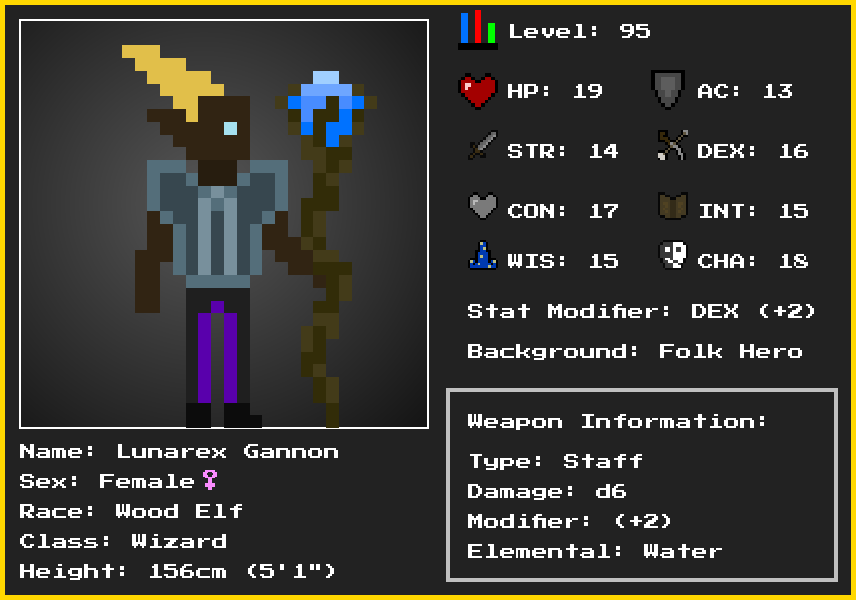 Level: 95
HP: 19
AC: 13
STR: 14
DEX: 16
CON: 17
INT: 15
WIS: 15
CHA: 18
Stat Modifier: DEX (+2)
Background: Folk Hero
Weapon Information:
Type: Staff
Damage: d6
Modifier: (+2)
Elemental: Water
Name: Lunarex Gannon
Sex: Female♀
Race: Wood Elf
Class: Wizard
Height: 156cm (5'1")